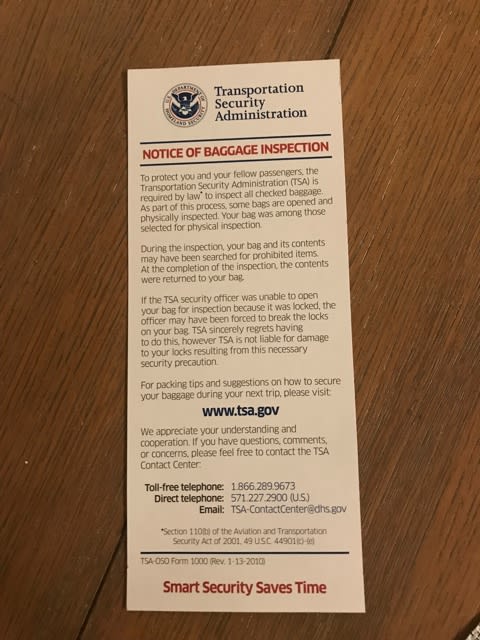 U.S. DEPARTMENT OF HOMELAND SECURITY
Transportation
Security
Administration
NOTICE OF BAGGAGE INSPECTION
To protect you and your fellow passengers, the
Transportation Security Administration (TSA) is
required by law* to inspect all checked baggage.
As part of this process, some bags are opened and
physically inspected. Your bag was among those
selected for physical inspection.
During the inspection, your bag and its contents
may have been searched for prohibited items.
At the completion of the inspection, the contents
were returned to your bag.
If the TSA security officer was unable to open
your bag for inspection because it was locked, the
officer may have been forced to break the locks
on your bag. TSA sincerely regrets having
to do this, however TSA is not liable for damage
to your locks resulting from this necessary
security precaution.
For packing tips and suggestions on how to secure
your baggage during your next trip, please visit:
www.tsa.gov
We appreciate your understanding and
cooperation. If you have questions, comments,
or concerns, please feel free to contact the TSA
Contact Center:
Toll-free telephone: 1.866.289.9673
Direct telephone: 571.227.2900 (U.S.)
Email: TSA-ContactCenter@dhs.gov
*Section 110(b) of the Aviation and Transportation
Security Act of 2001, 49 U.S.C. 44901(c)-(e)
TSA-OSO Form 1000 (Rev. 1-13-2010)
Smart Security Saves Time